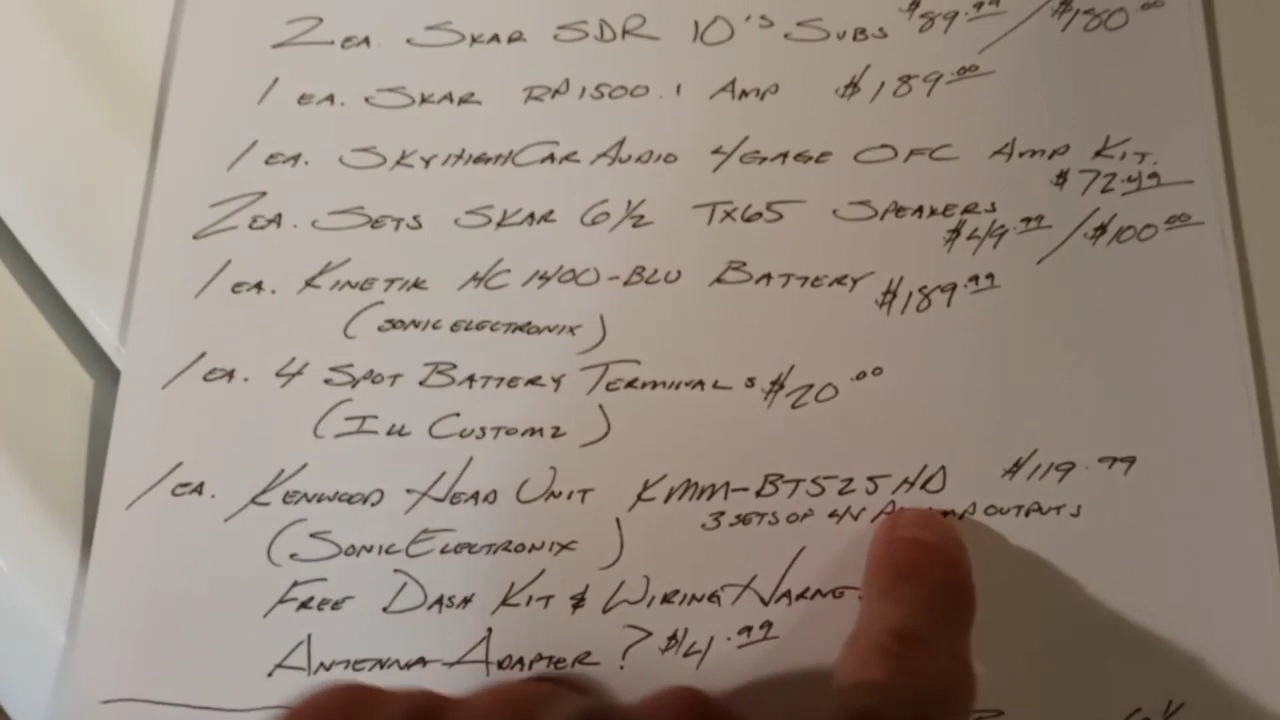 2 EA. SKAR SDR 10'S SUBS $89.99 / $180.00
1 EA. SKAR RP1500.1 AMP $189.00
1 EA. SKYHIGHCARAUDIO 4GAGE OFC AMP KIT. $72.49
2 EA. SETS SKAR 6½ TX65 SPEAKERS $49.99 / $100.00
1 EA. KINETIK HC1400-BLU BATTERY $189.99
(SONIC ELECTRONIX)
1 EA. 4 SPOT BATTERY TERMINALS $20.00
(ILL CUSTOMZ)
1 EA. KENWOOD HEAD UNIT KMM-BT525HD $119.99
3 SETS OF 4V OUTPUTS
(SONIC ELECTRONIX)
FREE DASH KIT & WIRING
ANTENNA ADAPTER? $14.99